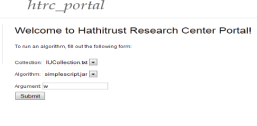 htrc_portal
Welcome to Hathitrust Research Center Portal!
To run an algorithm, fill out the following form:
Collection: IUCollection.txt
Algorithm: simplescript.jar
Argument: w
Submit